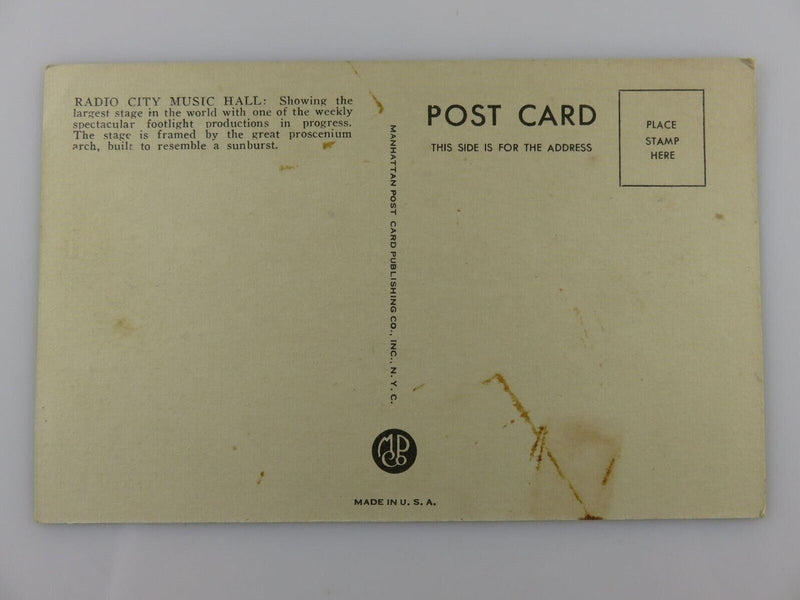 RADIO CITY MUSIC HALL: Showing the
largest stage in the world with one of the weekly
spectacular footlight productions in progress.
The stage is framed by the great proscenium
arch, built to resemble a sunburst.
MANHATTAN POST CARD PUBLISHING CO., INC., N. Y. C.
MPCo
MADE IN U. S. A.
POST CARD
THIS SIDE IS FOR THE ADDRESS
PLACE
STAMP
HERE